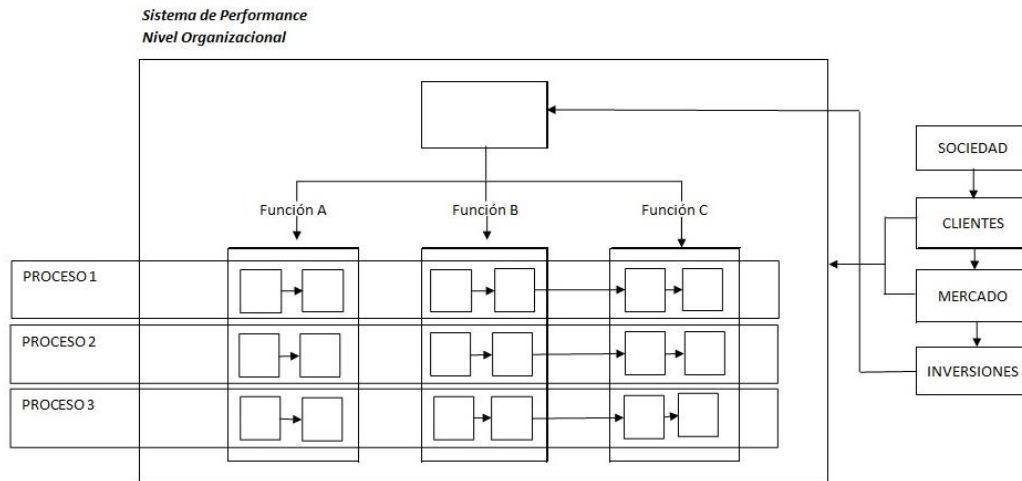 Sistema de Performance
Nivel Organizacional
SOCIEDAD
Función A
Función B
Función C
CLIENTES
PROCESO 1
MERCADO
PROCESO 2
INVERSIONES
PROCESO 3